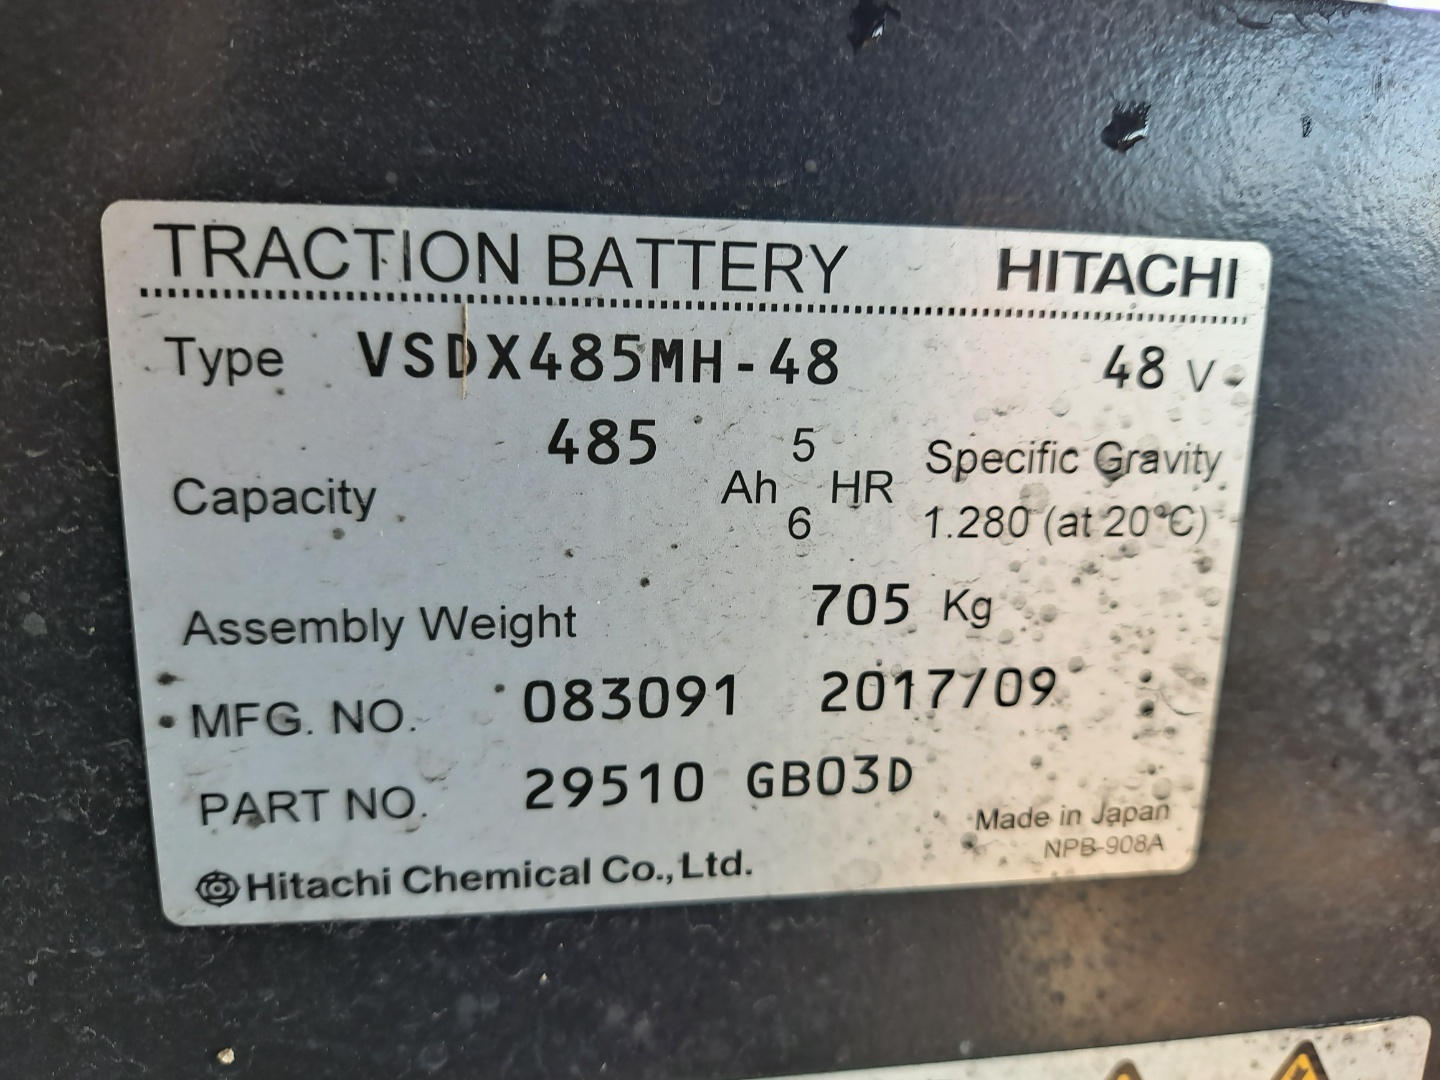 TRACTION BATTERY HITACHI
Type VSDX485MH-48 48 V
485 5 Specific Gravity
Capacity Ah HR
6 1.280 (at 20°C)
Assembly Weight 705 Kg
MFG. NO. 083091 2017/09
PART NO. 29510 GB03D
Made in Japan
NPB-908A
Hitachi Chemical Co., Ltd.